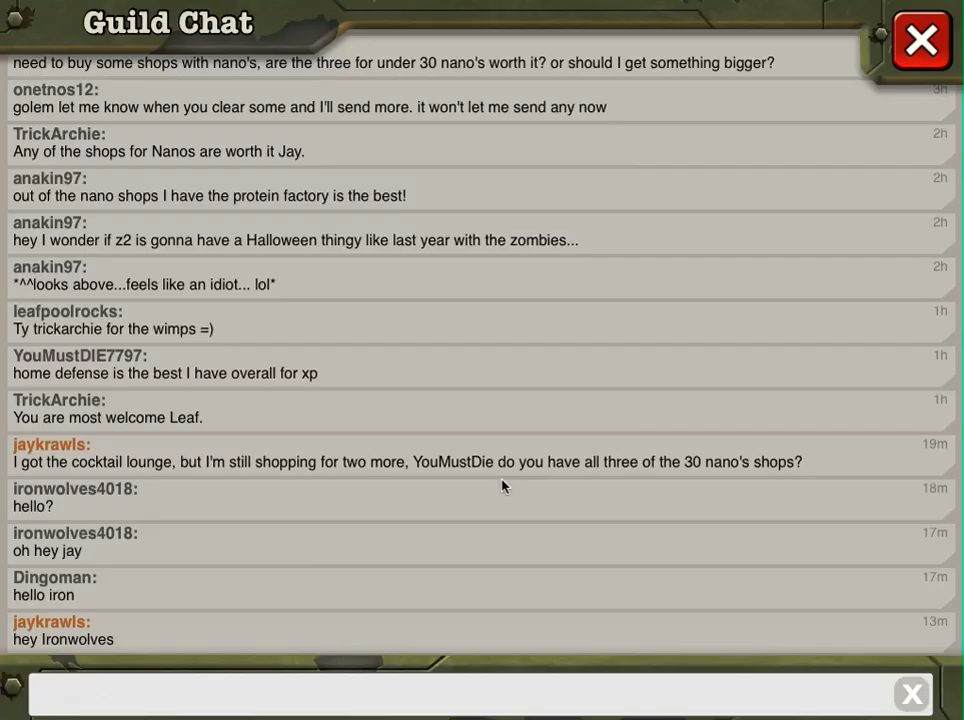 Guild Chat
need to buy some shops with nano's, are the three for under 30 nano's worth it? or should I get something bigger?
onetnos12:
3h
golem let me know when you clear some and I'll send more. it won't let me send any now
TrickArchie:
2h
Any of the shops for Nanos are worth it Jay.
anakin97:
2h
out of the nano shops I have the protein factory is the best!
anakin97:
2h
hey I wonder if z2 is gonna have a Halloween thingy like last year with the zombies...
anakin97:
2h
*^^looks above...feels like an idiot... lol*
leafpoolrocks:
1h
Ty trickarchie for the wimps =)
YouMustDIE7797:
1h
home defense is the best I have overall for xp
TrickArchie:
1h
You are most welcome Leaf.
jaykrawls:
19m
I got the cocktail lounge, but I'm still shopping for two more, YouMustDie do you have all three of the 30 nano's shops?
ironwolves4018:
18m
hello?
ironwolves4018:
17m
oh hey jay
Dingoman:
17m
hello iron
jaykrawls:
13m
hey Ironwolves